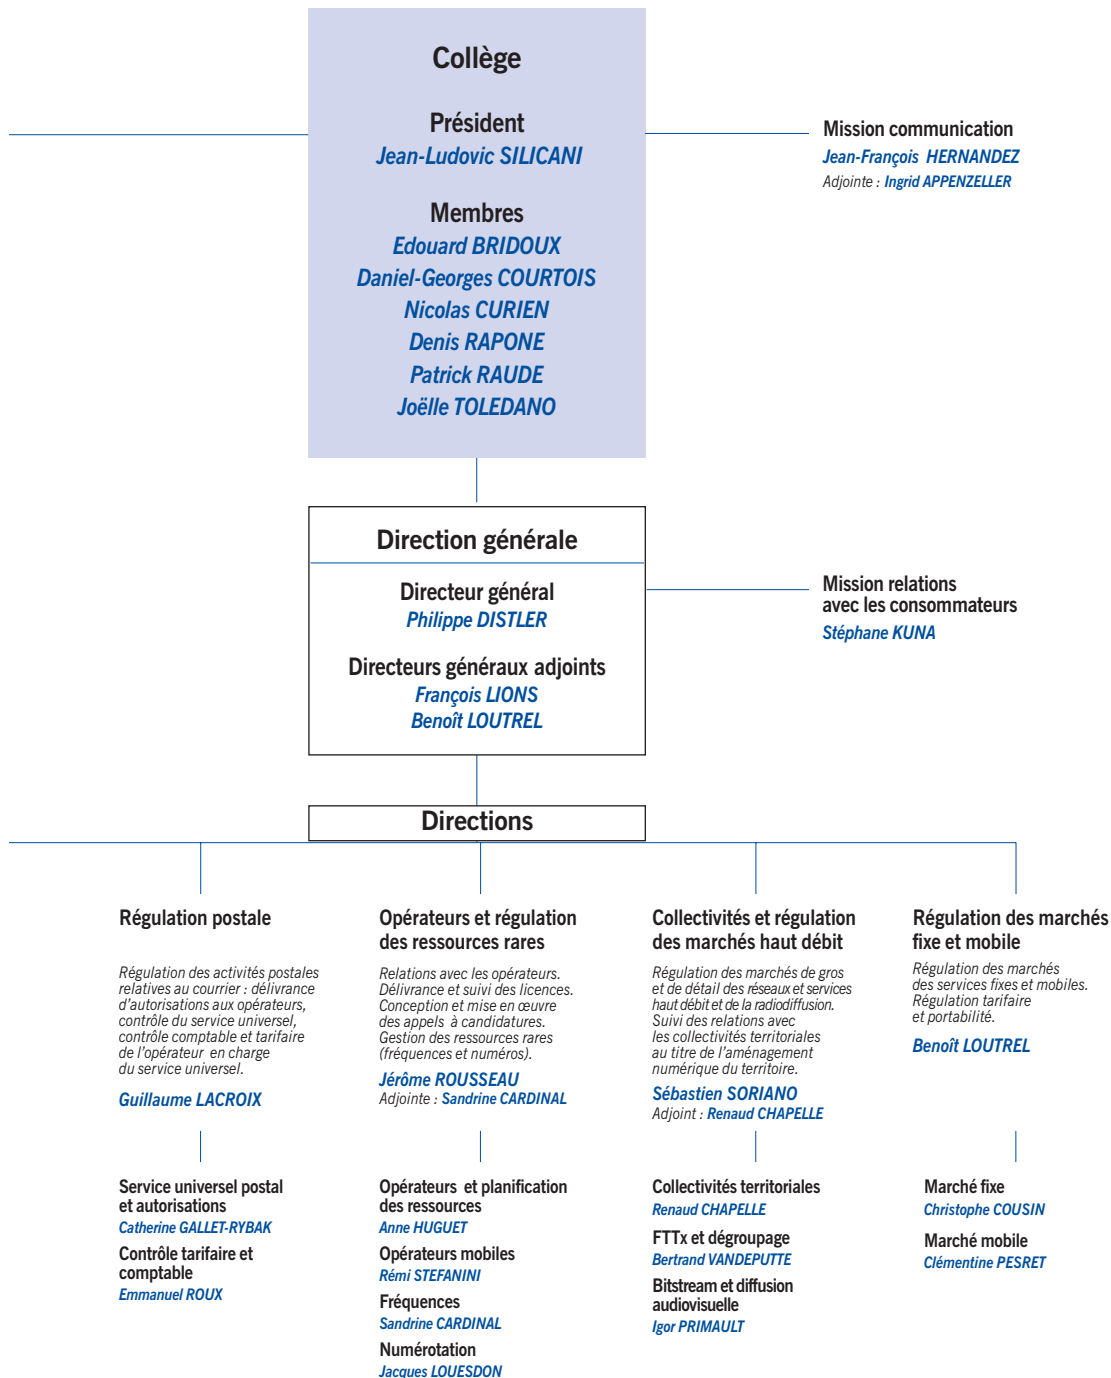 Collège
Président
Jean-Ludovic SILICANI
Membres
Edouard BRIDOUX
Daniel-Georges COURTOIS
Nicolas CURIEN
Denis RAPONE
Patrick RAUDE
Joëlle TOLEDANO
Mission communication
Jean-François HERNANDEZ
Adjointe : Ingrid APPENZELLER
Direction générale
Directeur général
Philippe DISTLER
Directeurs généraux adjoints
François LIONS
Benoît LOUTREL
Mission relations
avec les consommateurs
Stéphane KUNA
Directions
Régulation postale
Régulation des activités postales
relatives au courrier : délivrance
d'autorisations aux opérateurs,
contrôle du service universel,
contrôle comptable et tarifaire
de l'opérateur en charge
du service universel.
Guillaume LACROIX
Service universel postal
et autorisations
Catherine GALLET-RYBAK
Contrôle tarifaire et
comptable
Emmanuel ROUX
Opérateurs et régulation
des ressources rares
Relations avec les opérateurs.
Délivrance et suivi des licences.
Conception et mise en œuvre
des appels à candidatures.
Gestion des ressources rares
(fréquences et numéros).
Jérôme ROUSSEAU
Adjointe : Sandrine CARDINAL
Opérateurs et planification
des ressources
Anne HUGUET
Opérateurs mobiles
Rémi STEFANINI
Fréquences
Sandrine CARDINAL
Numérotation
Jacques LOUESDON
Collectivités et régulation
des marchés haut débit
Régulation des marchés de gros
et de détail des réseaux et services
haut débit et de la radiodiffusion.
Suivi des relations avec
les collectivités territoriales
au titre de l'aménagement
numérique du territoire.
Sébastien SORIANO
Adjoint : Renaud CHAPELLE
Collectivités territoriales
Renaud CHAPELLE
FTTx et dégroupage
Bertrand VANDEPUTTE
Bitstream et diffusion
audiovisuelle
Igor PRIMAULT
Régulation des marchés
fixe et mobile
Régulation des marchés
des services fixes et mobiles.
Régulation tarifaire
et portabilité.
Benoît LOUTREL
Marché fixe
Christophe COUSIN
Marché mobile
Clémentine PESRET